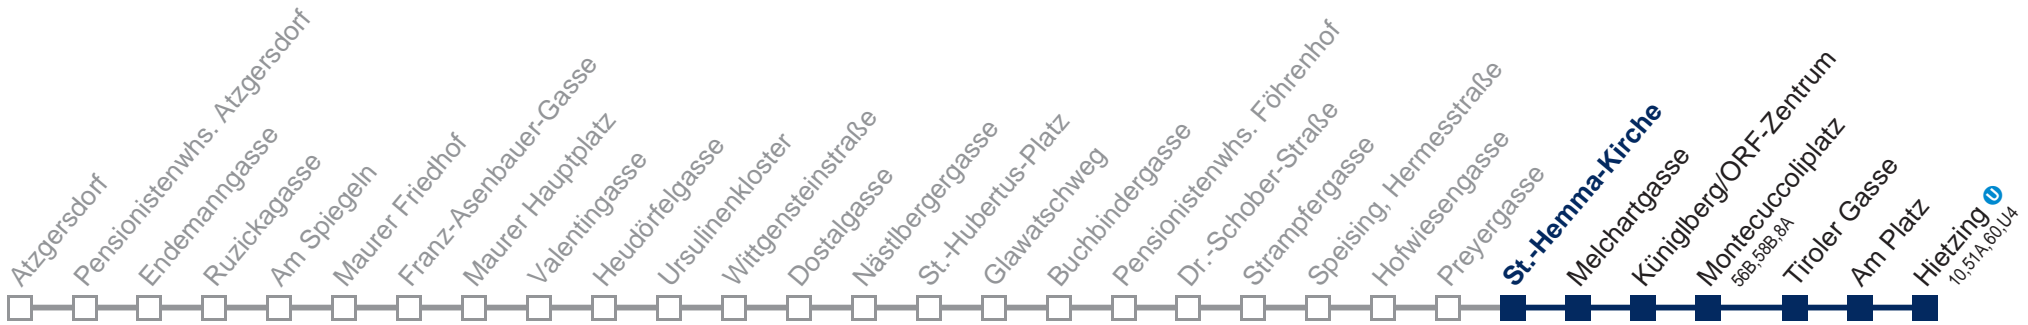 Atzgersdorf
Pensionistenwhs. Atzgersdorf
Endemanngasse
Ruzickagasse
Am Spiegeln
Maurer Friedhof
Franz-Asenbauer-Gasse
Maurer Hauptplatz
Valentingasse
Heudörfelgasse
Ursulinenkloster
Wittgensteinstraße
Dostalgasse
Nästlbergergasse
St.-Hubertus-Platz
Glawatschweg
Buchbindergasse
Pensionistenwhs. Föhrenhof
Dr.-Schober-Straße
Strampfergasse
Speising, Hermesstraße
Hofwiesengasse
Preyergasse
St.-Hemma-Kirche
Melchartgasse
Küniglberg/ORF-Zentrum
Montecuccoliplatz
56B,58B,8A
Tiroler Gasse
Am Platz
Hietzing U
10,51A,60,U4